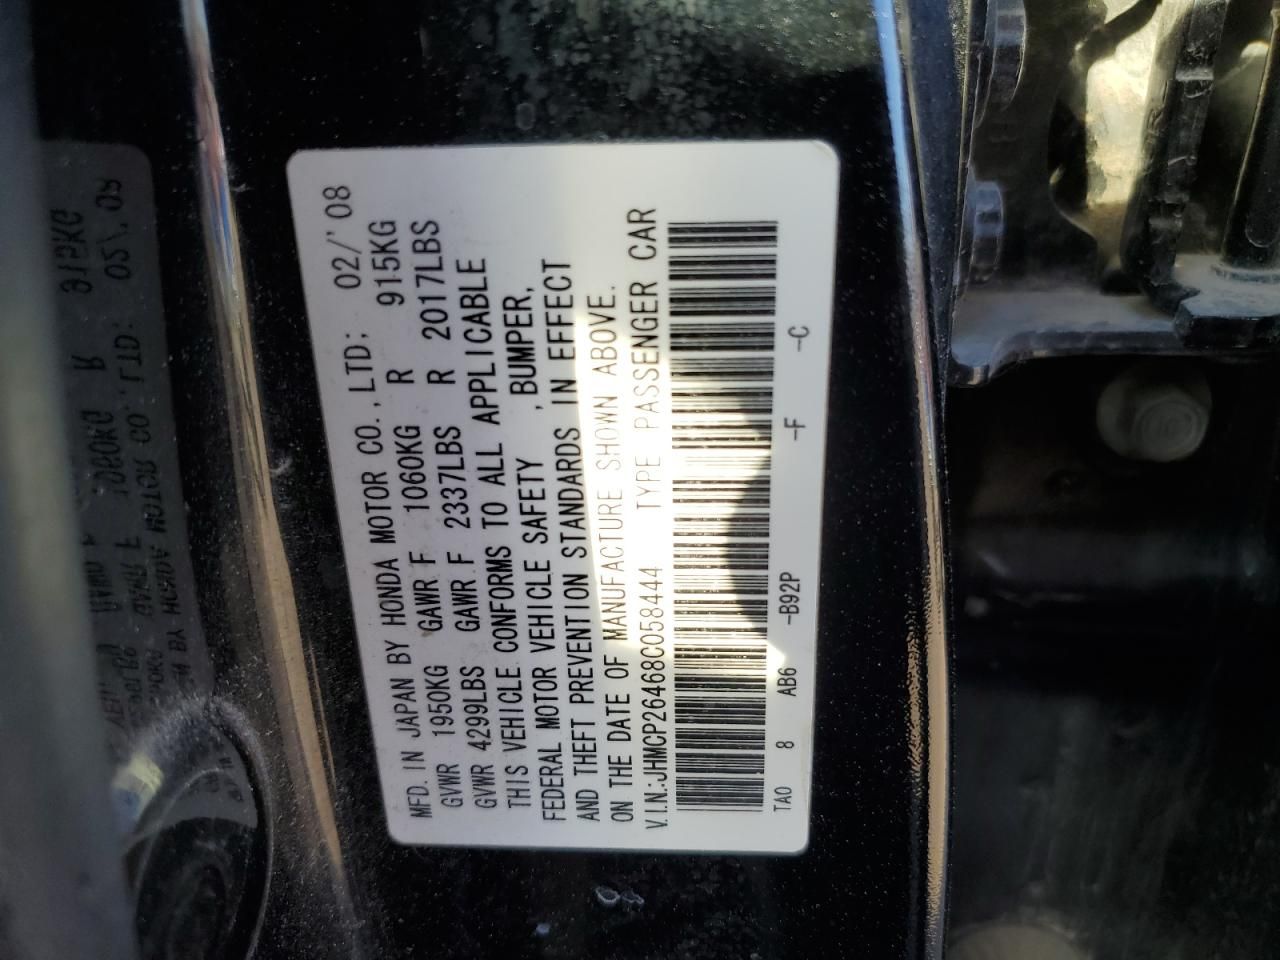 MFD. IN JAPAN BY HONDA MOTOR CO., LTD; 02/'08
GVWR 1950KG GAWR F 1060KG R 915KG
GVWR 4299LBS GAWR F 2337LBS R 2017LBS
THIS VEHICLE CONFORMS TO ALL APPLICABLE
FEDERAL MOTOR VEHICLE SAFETY , BUMPER,
AND THEFT PREVENTION STANDARDS IN EFFECT
ON THE DATE OF MANUFACTURE SHOWN ABOVE.
V.I.N.:JHMCP26468C058444 TYPE PASSENGER CAR
TA0 8 AB6 -B92P -F -C